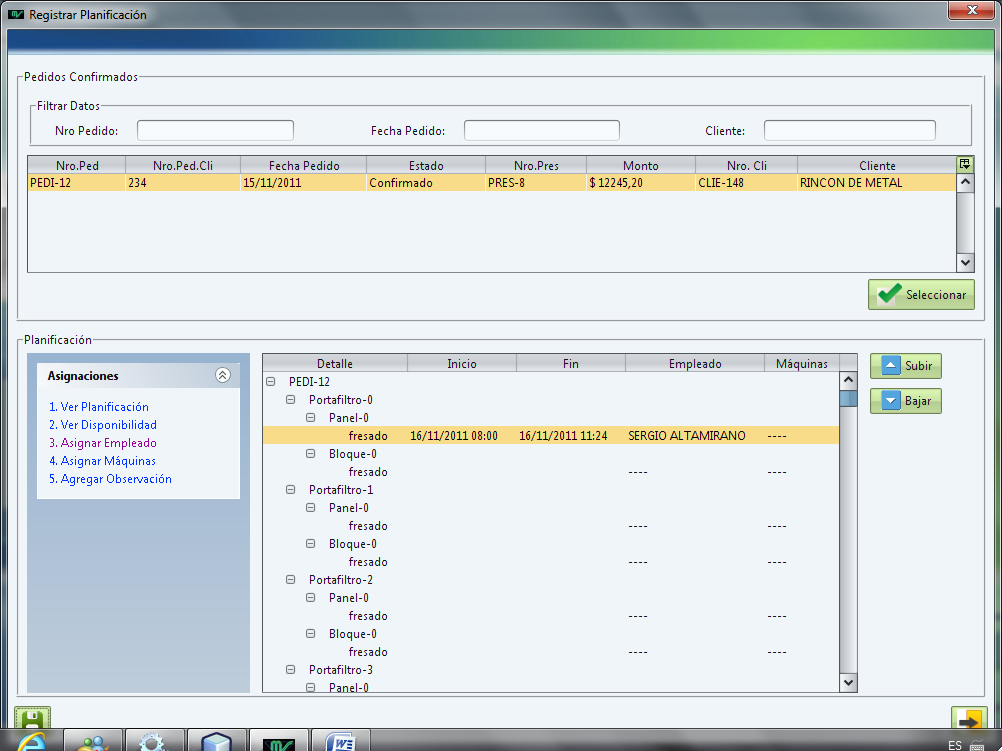 Registrar Planificación
Pedidos Confirmados
Filtrar Datos
Nro Pedido: Fecha Pedido: Cliente:
Nro.Ped Nro.Ped.Cli Fecha Pedido Estado Nro.Pres Monto Nro. Cli Cliente
PEDI-12 234 15/11/2011 Confirmado PRES-8 $ 12245,20 CLIE-148 RINCON DE METAL
Seleccionar
Planificación
Asignaciones
1. Ver Planificación
2. Ver Disponibilidad
3. Asignar Empleado
4. Asignar Máquinas
5. Agregar Observación
Detalle Inicio Fin Empleado Máquinas
PEDI-12
Portafiltro-0
Panel-0
fresado 16/11/2011 08:00 16/11/2011 11:24 SERGIO ALTAMIRANO ----
Bloque-0
fresado ---- ----
Portafiltro-1
Panel-0
fresado ---- ----
Bloque-0
fresado ---- ----
Portafiltro-2
Panel-0
fresado ---- ----
Bloque-0
fresado ---- ----
Portafiltro-3
Panel-0
Subir
Bajar
ES